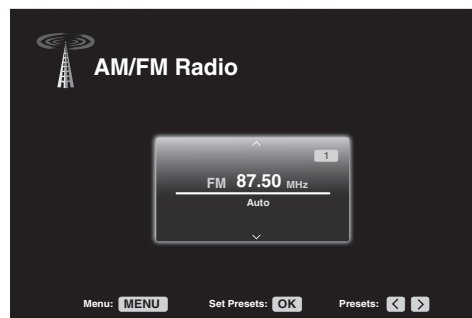 AM/FM Radio
1
FM 87.50 MHz
Auto
Menu: MENU Set Presets: OK Presets: < >